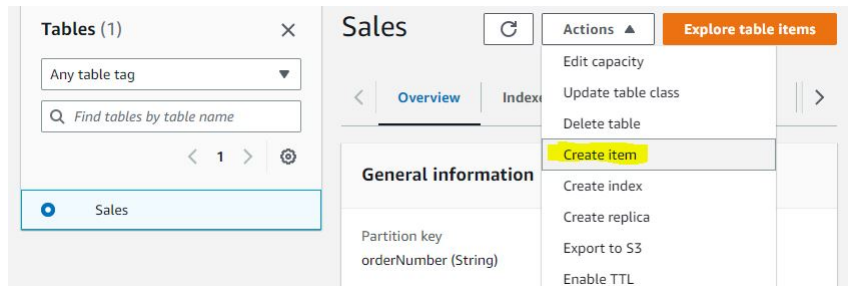 Tables (1)
Any table tag
Find tables by table name
1
Sales
Sales
Actions
Explore table items
Edit capacity
Update table class
Delete table
Create item
Create index
Create replica
Export to S3
Enable TTL
Overview
General information
Partition key
orderNumber (String)